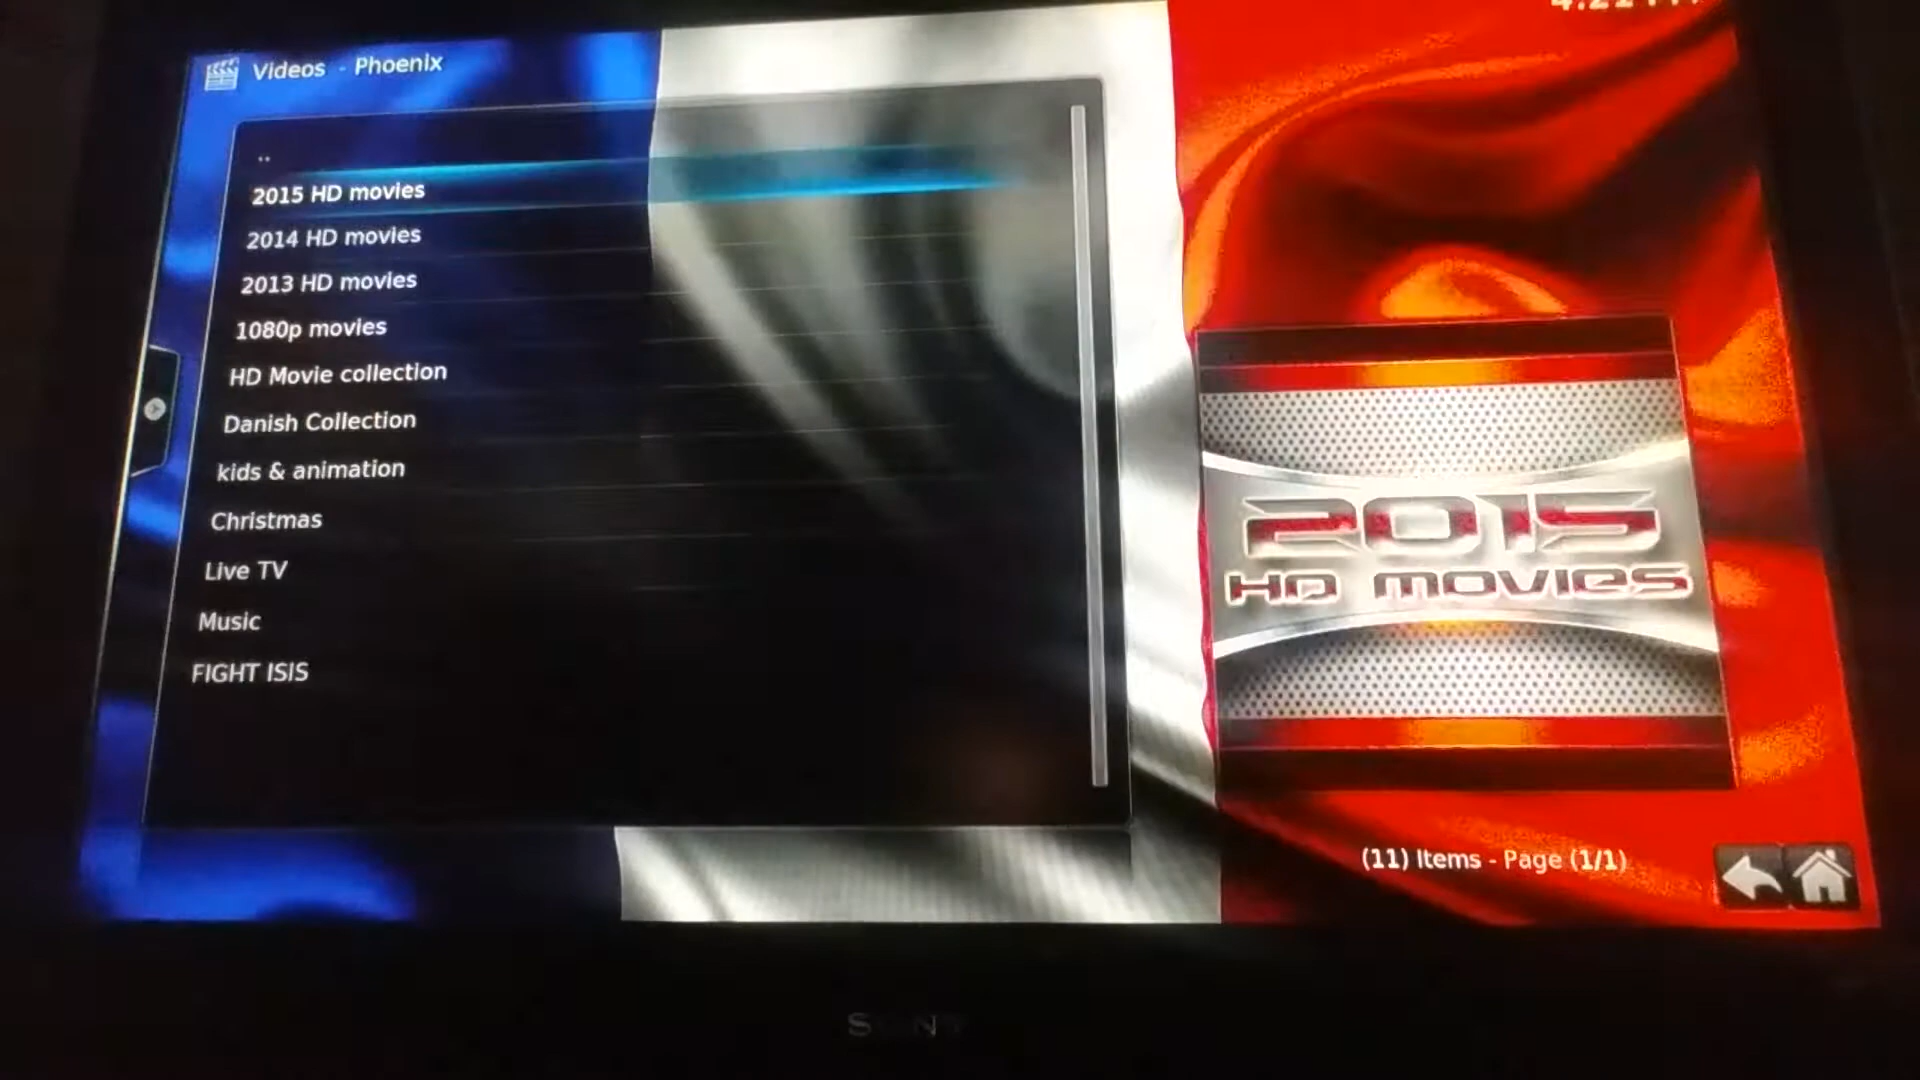 Videos - Phoenix
..
2015 HD movies
2014 HD movies
2013 HD movies
1080p movies
HD Movie collection
Danish Collection
kids & animation
Christmas
Live TV
Music
FIGHT ISIS
2015
HD MOVIES
(11) Items - Page (1/1)
SONY